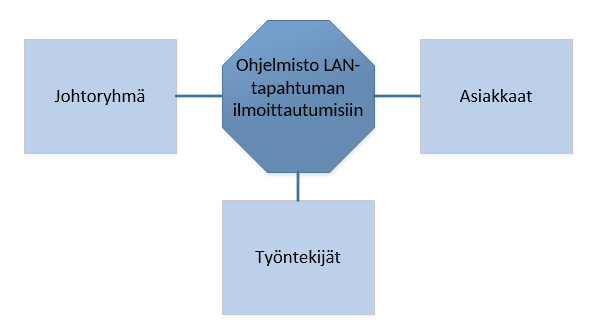 Ohjelmisto LAN-
tapahtuman
ilmoittautumisiin
Johtoryhmä
Asiakkaat
Työntekijät